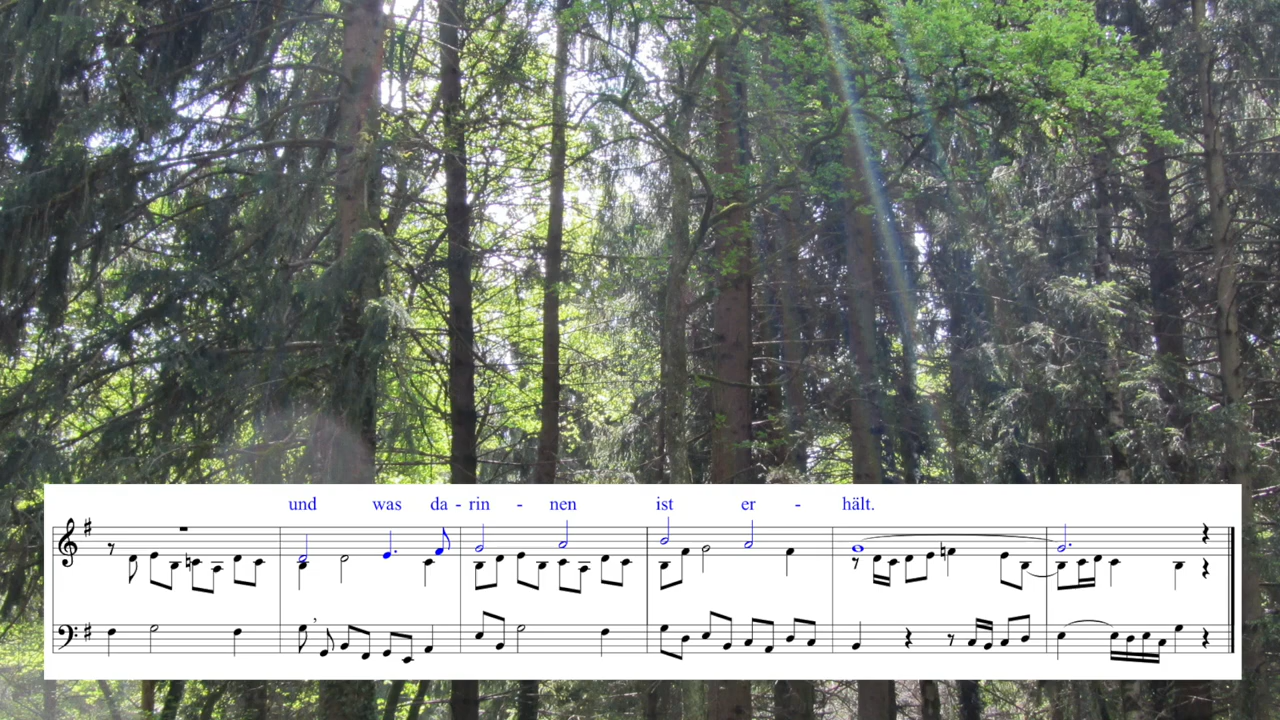 und was da - rin - nen ist er - hält.